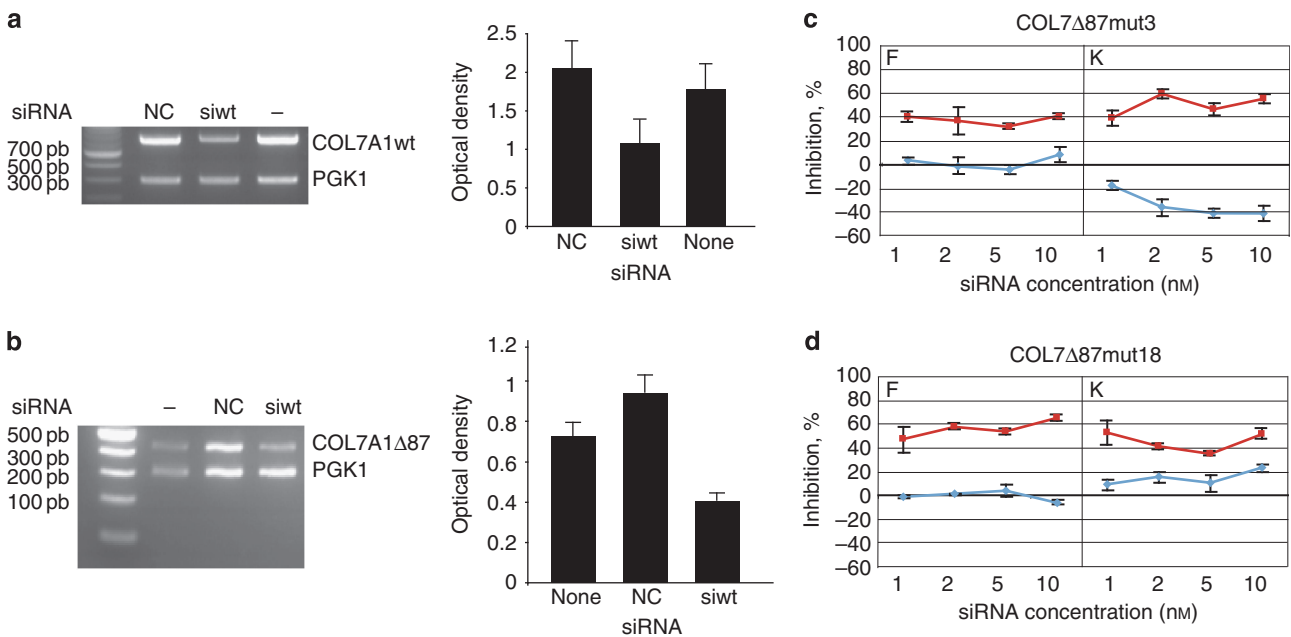 a
siRNA NC siwt –
700 pb
500 pb
300 pb
COL7A1wt
PGK1
Optical density
2.5
2
1.5
1
0.5
0
NC siwt None
siRNA
b
siRNA – NC siwt
500 pb
300 pb
200 pb
100 pb
COL7A1Δ87
PGK1
Optical density
1.2
1
0.8
0.6
0.4
0.2
0
None NC siwt
siRNA
c
COL7Δ87mut3
F K
Inhibition, %
100
80
60
40
20
0
–20
–40
–60
1 2 5 10 1 2 5 10
siRNA concentration (nM)
d
COL7Δ87mut18
F K
Inhibition, %
100
80
60
40
20
0
–20
–40
–60
1 2 5 10 1 2 5 10
siRNA concentration (nM)